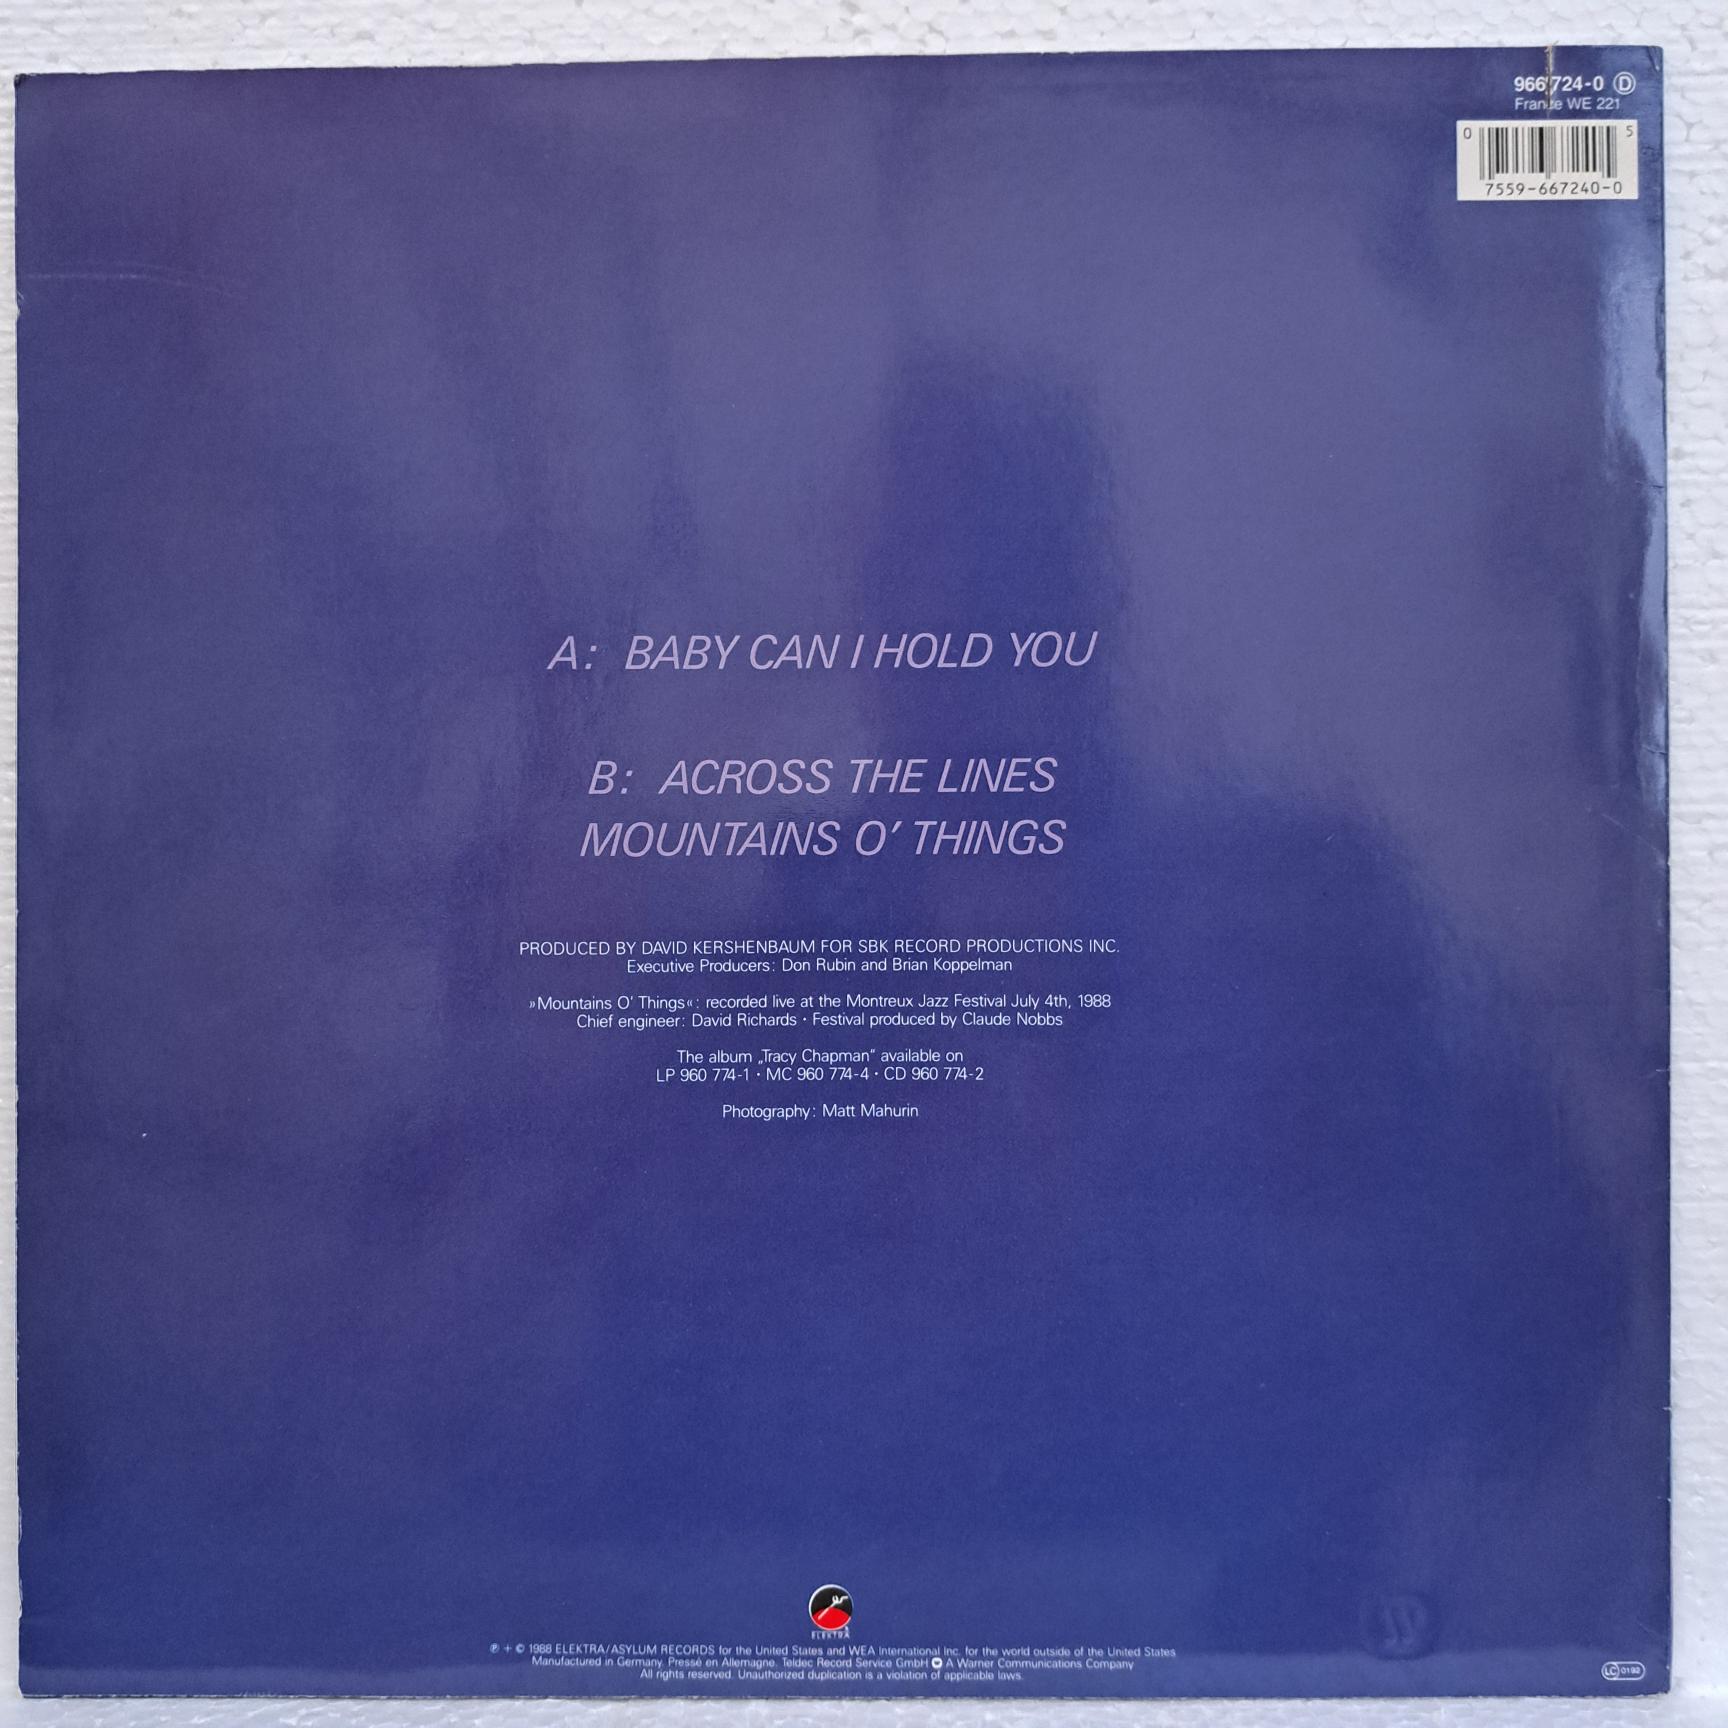 966 724-0 Ⓓ
France WE 221
0 5
7559-667240-0
A: BABY CAN I HOLD YOU
B: ACROSS THE LINES
MOUNTAINS O' THINGS
PRODUCED BY DAVID KERSHENBAUM FOR SBK RECORD PRODUCTIONS INC.
Executive Producers: Don Rubin and Brian Koppelman
»Mountains O' Things«: recorded live at the Montreux Jazz Festival July 4th, 1988
Chief engineer: David Richards · Festival produced by Claude Nobbs
The album „Tracy Chapman“ available on
LP 960 774-1 · MC 960 774-4 · CD 960 774-2
Photography: Matt Mahurin
ELEKTRA
℗ + © 1988 ELEKTRA/ASYLUM RECORDS for the United States and WEA International Inc. for the world outside of the United States
Manufactured in Germany. Pressé en Allemagne. Teldec Record Service GmbH A Warner Communications Company
All rights reserved. Unauthorized duplication is a violation of applicable laws.
LC 0192